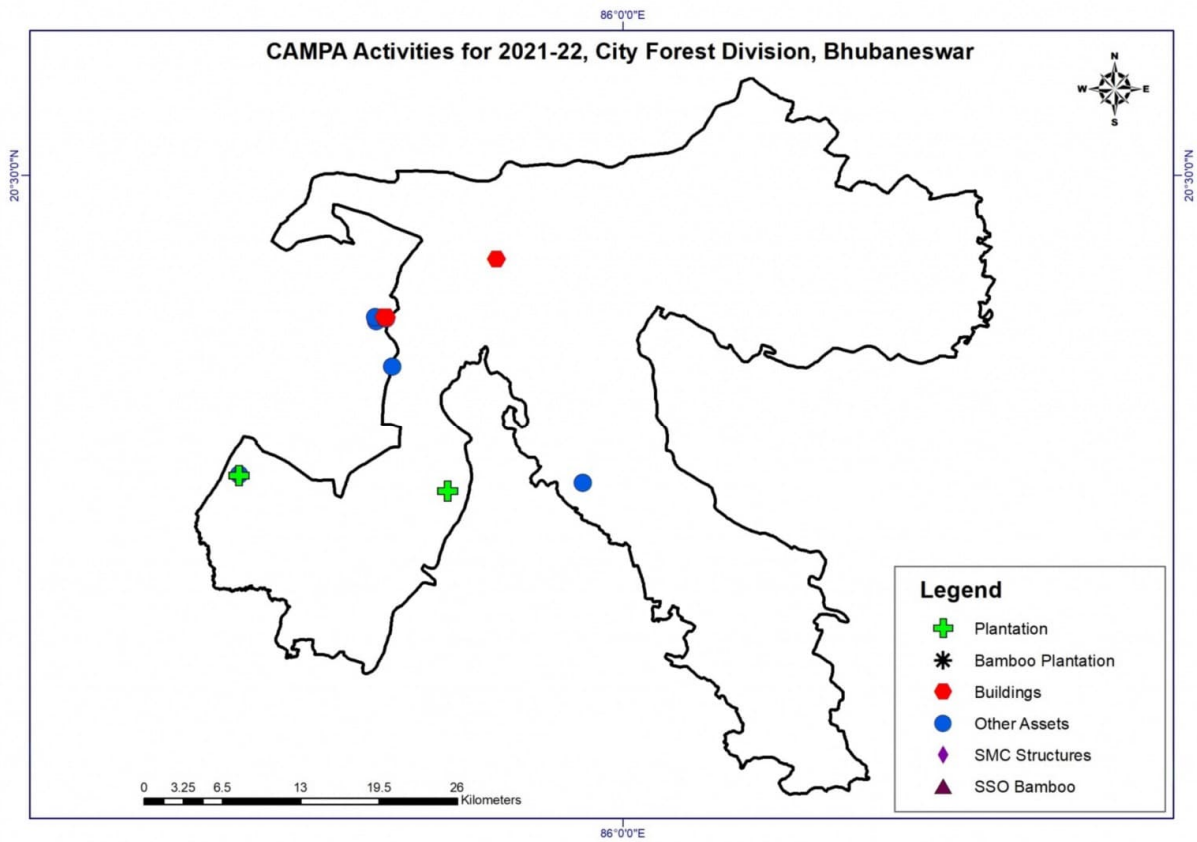 86°0'0"E
CAMPA Activities for 2021-22, City Forest Division, Bhubaneswar
N
W E
S
20°30'0"N
20°30'0"N
Legend
Plantation
Bamboo Plantation
Buildings
Other Assets
SMC Structures
SSO Bamboo
0 3.25 6.5 13 19.5 26
Kilometers
86°0'0"E